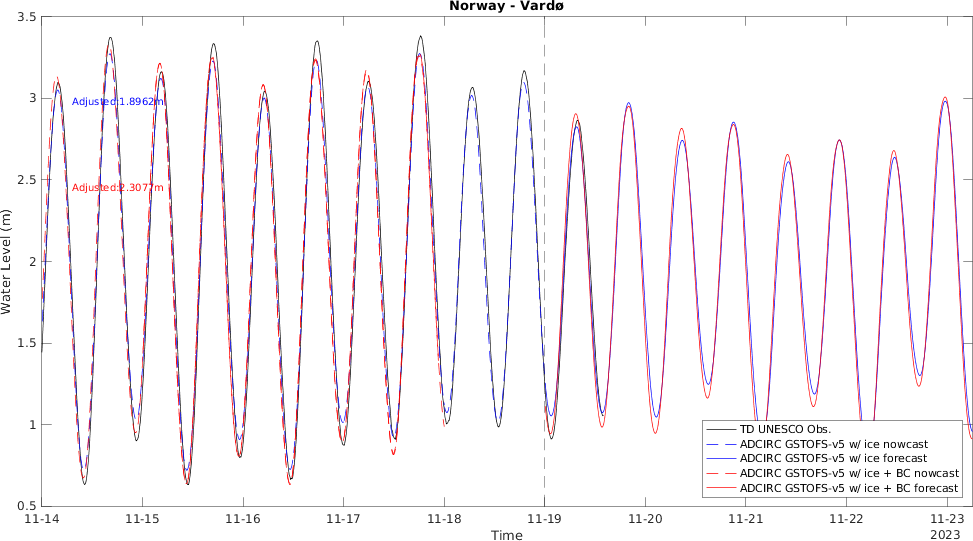 Norway - Vardø
3.5
3
2.5
2
1.5
1
0.5
Water Level (m)
Adjusted:1.8962m
Adjusted:2.3077m
TD UNESCO Obs.
ADCIRC GSTOFS-v5 w/ ice nowcast
ADCIRC GSTOFS-v5 w/ ice forecast
ADCIRC GSTOFS-v5 w/ ice + BC nowcast
ADCIRC GSTOFS-v5 w/ ice + BC forecast
11-14 11-15 11-16 11-17 11-18 11-19 11-20 11-21 11-22 11-23
2023
Time